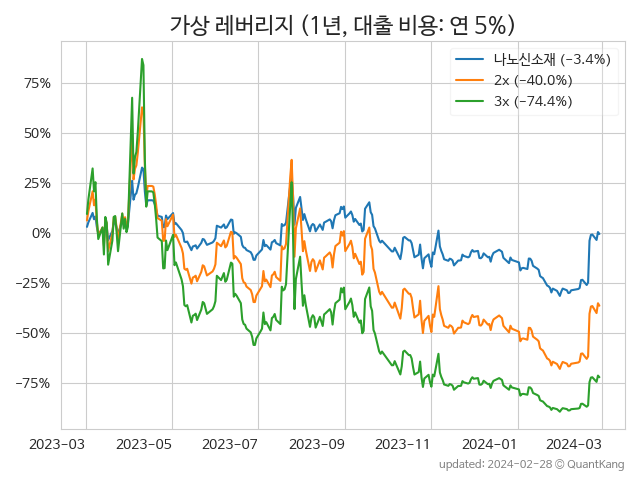 가상 레버리지 (1년, 대출 비용: 연 5%)
나노신소재 (−3.4%)
2x (−40.0%)
3x (−74.4%)
75%
50%
25%
0%
−25%
−50%
−75%
2023-03 2023-05 2023-07 2023-09 2023-11 2024-01 2024-03
updated: 2024-02-28 © QuantKang